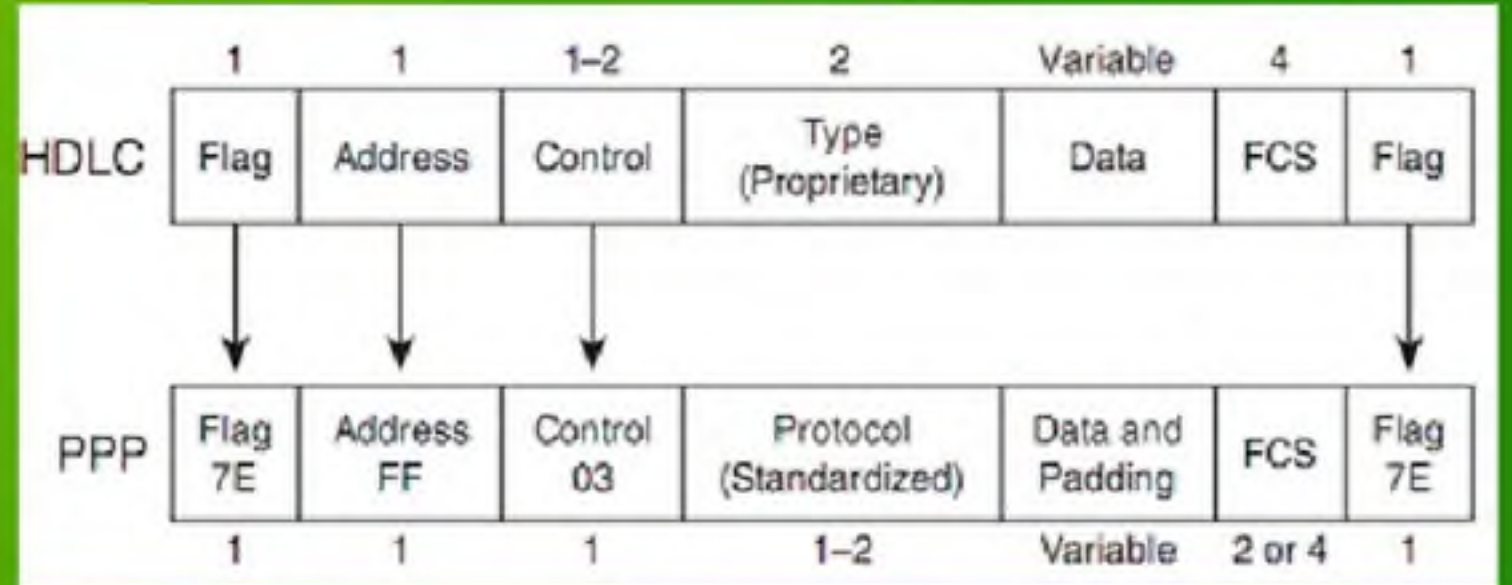 1 1 1–2 2 Variable 4 1
HDLC Flag Address Control Type (Proprietary) Data FCS Flag
PPP Flag 7E Address FF Control 03 Protocol (Standardized) Data and Padding FCS Flag 7E
1 1 1 1–2 Variable 2 or 4 1